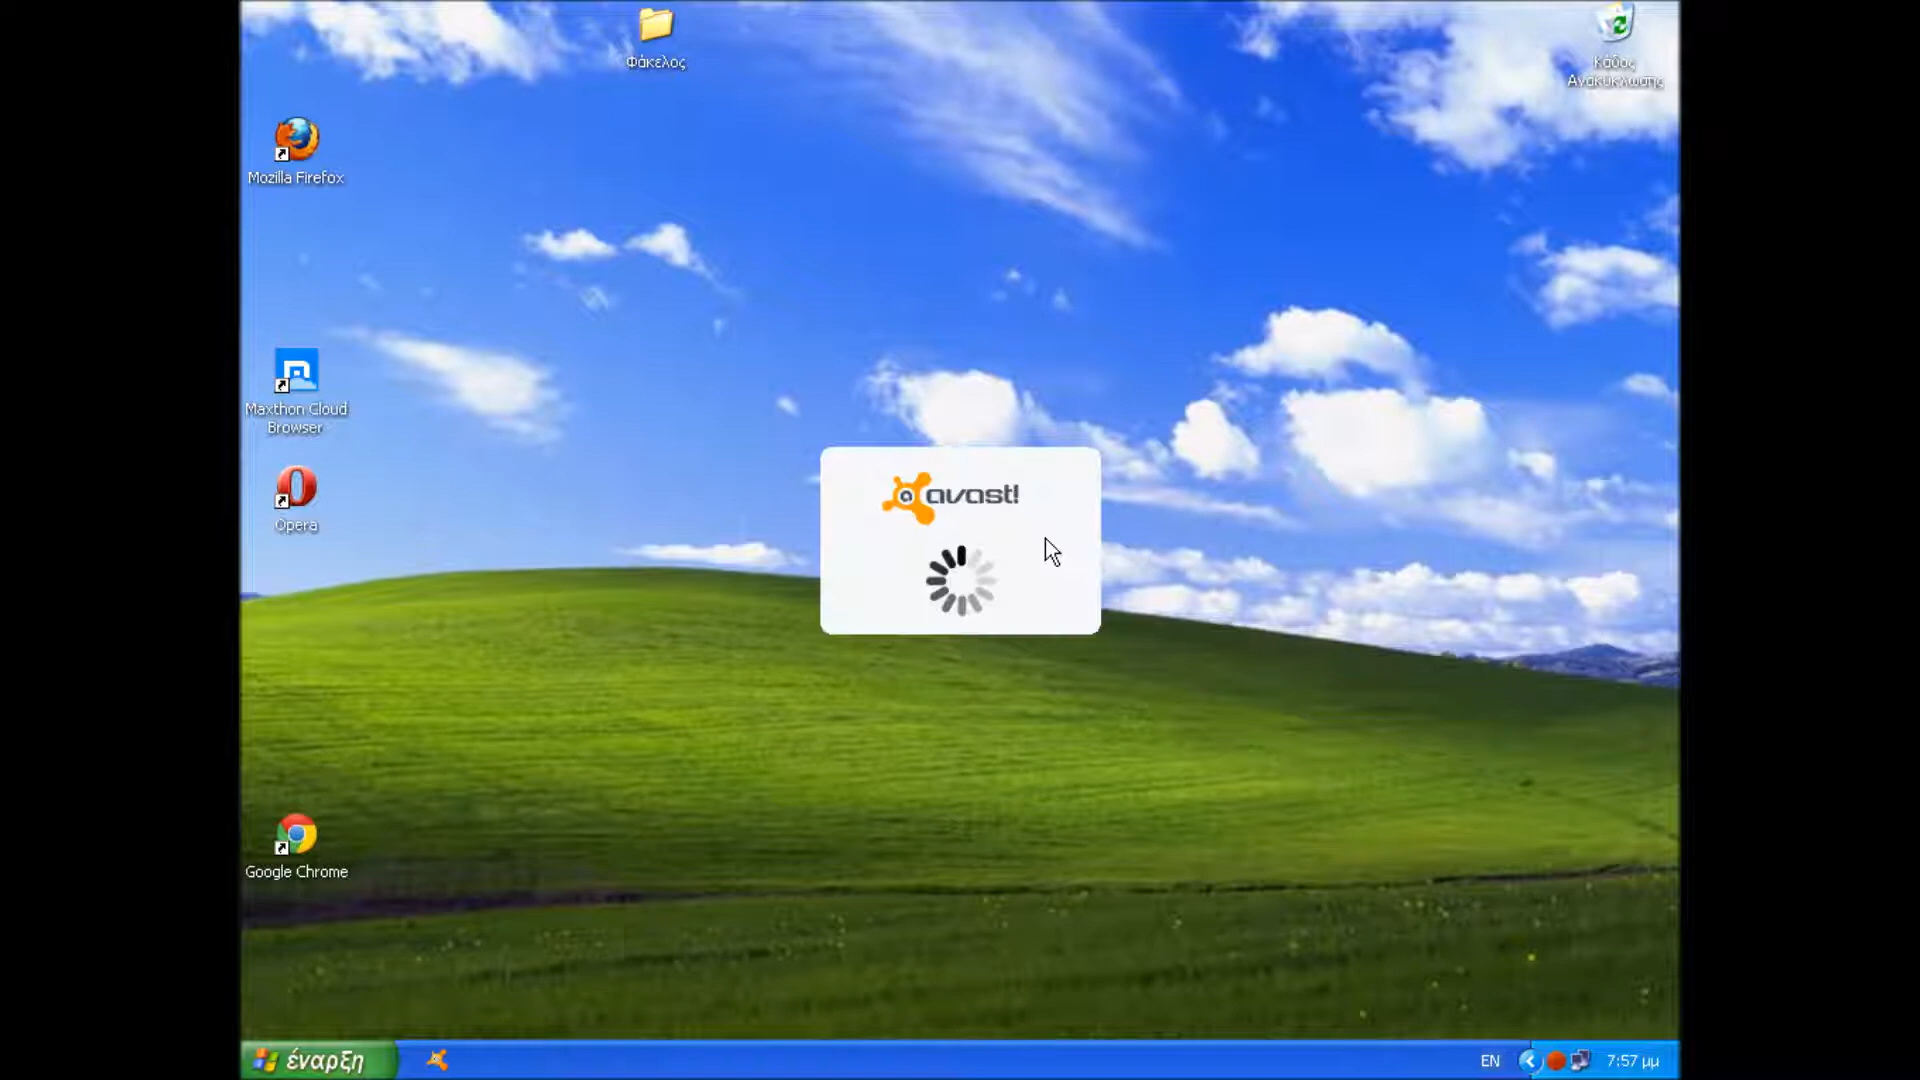 Φάκελος
Κάδος
Ανακύκλωσης
Mozilla Firefox
Maxthon Cloud
Browser
avast!
Opera
Google Chrome
έναρξη
EN
7:57 μμ